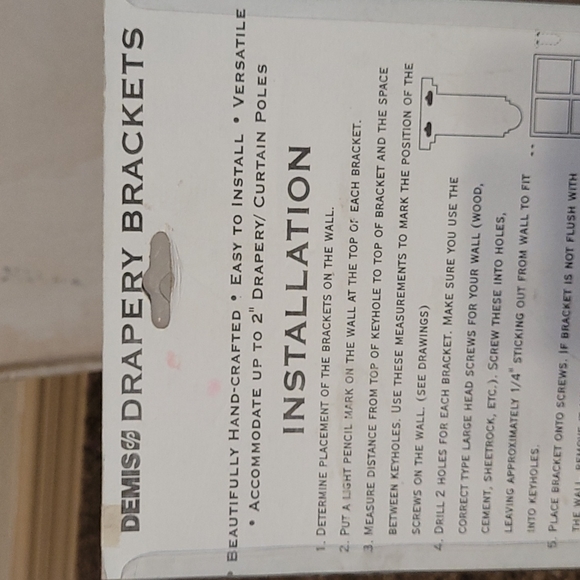 DEMIS DRAPERY BRACKETS
• BEAUTIFULLY HAND-CRAFTED • EASY TO INSTALL • VERSATILE
• ACCOMMODATE UP TO 2" DRAPERY/ CURTAIN POLES
INSTALLATION
1. DETERMINE PLACEMENT OF THE BRACKETS ON THE WALL.
2. PUT A LIGHT PENCIL MARK ON THE WALL AT THE TOP OF EACH BRACKET.
3. MEASURE DISTANCE FROM TOP OF KEYHOLE TO TOP OF BRACKET AND THE SPACE
BETWEEN KEYHOLES. USE THESE MEASUREMENTS TO MARK THE POSITION OF THE
SCREWS ON THE WALL. (SEE DRAWINGS)
4. DRILL 2 HOLES FOR EACH BRACKET. MAKE SURE YOU USE THE
CORRECT TYPE LARGE HEAD SCREWS FOR YOUR WALL (WOOD,
CEMENT, SHEETROCK, ETC.). SCREW THESE INTO HOLES,
LEAVING APPROXIMATELY 1/4" STICKING OUT FROM WALL TO FIT
INTO KEYHOLES.
5. PLACE BRACKET ONTO SCREWS. IF BRACKET IS NOT FLUSH WITH
THE WALL